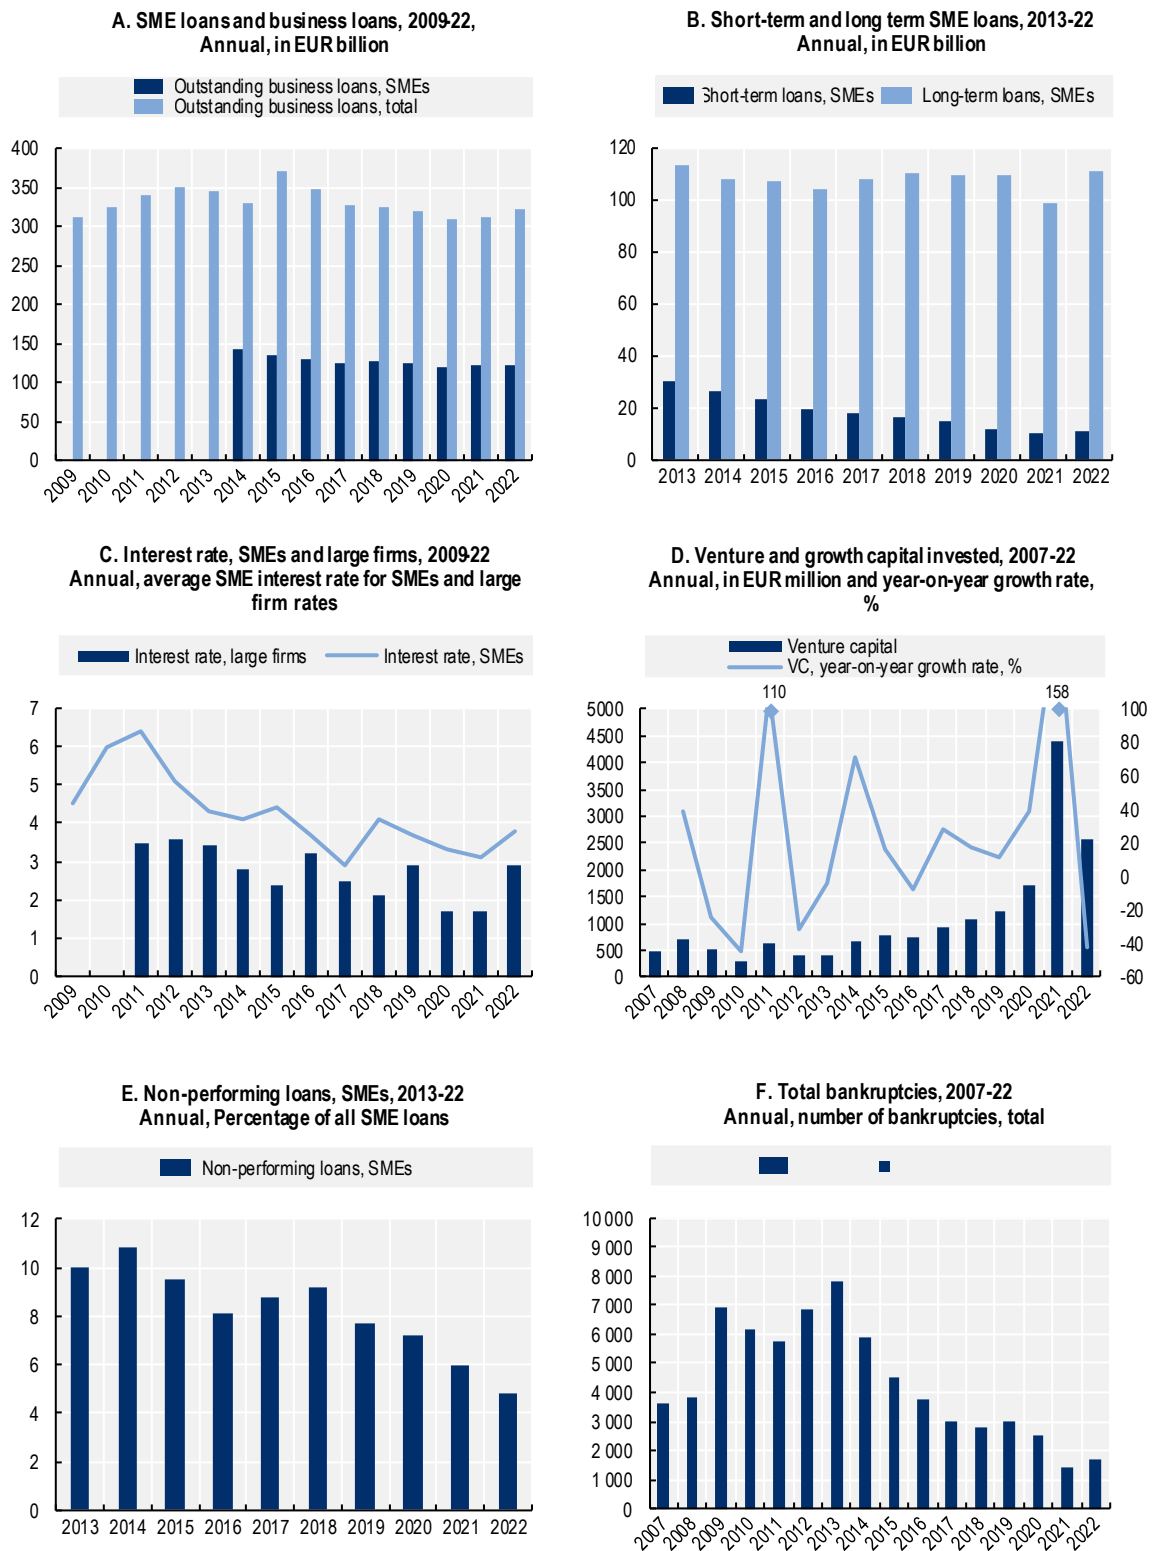 A. SME loans and business loans, 2009-22,
Annual, in EUR billion
Outstanding business loans, SMEs
Outstanding business loans, total
400
350
300
250
200
150
100
50
0
2009 2010 2011 2012 2013 2014 2015 2016 2017 2018 2019 2020 2021 2022
B. Short-term and long term SME loans, 2013-22
Annual, in EUR billion
Short-term loans, SMEs Long-term loans, SMEs
120
100
80
60
40
20
0
2013 2014 2015 2016 2017 2018 2019 2020 2021 2022
C. Interest rate, SMEs and large firms, 2009-22
Annual, average SME interest rate for SMEs and large
firm rates
Interest rate, large firms Interest rate, SMEs
7
6
5
4
3
2
1
0
2009 2010 2011 2012 2013 2014 2015 2016 2017 2018 2019 2020 2021 2022
D. Venture and growth capital invested, 2007-22
Annual, in EUR million and year-on-year growth rate,
%
Venture capital
VC, year-on-year growth rate, %
110 158
5000
4500
4000
3500
3000
2500
2000
1500
1000
500
0
100
80
60
40
20
0
-20
-40
-60
2007 2008 2009 2010 2011 2012 2013 2014 2015 2016 2017 2018 2019 2020 2021 2022
E. Non-performing loans, SMEs, 2013-22
Annual, Percentage of all SME loans
Non-performing loans, SMEs
12
10
8
6
4
2
0
2013 2014 2015 2016 2017 2018 2019 2020 2021 2022
F. Total bankruptcies, 2007-22
Annual, number of bankruptcies, total
10 000
9 000
8 000
7 000
6 000
5 000
4 000
3 000
2 000
1 000
0
2007 2008 2009 2010 2011 2012 2013 2014 2015 2016 2017 2018 2019 2020 2021 2022